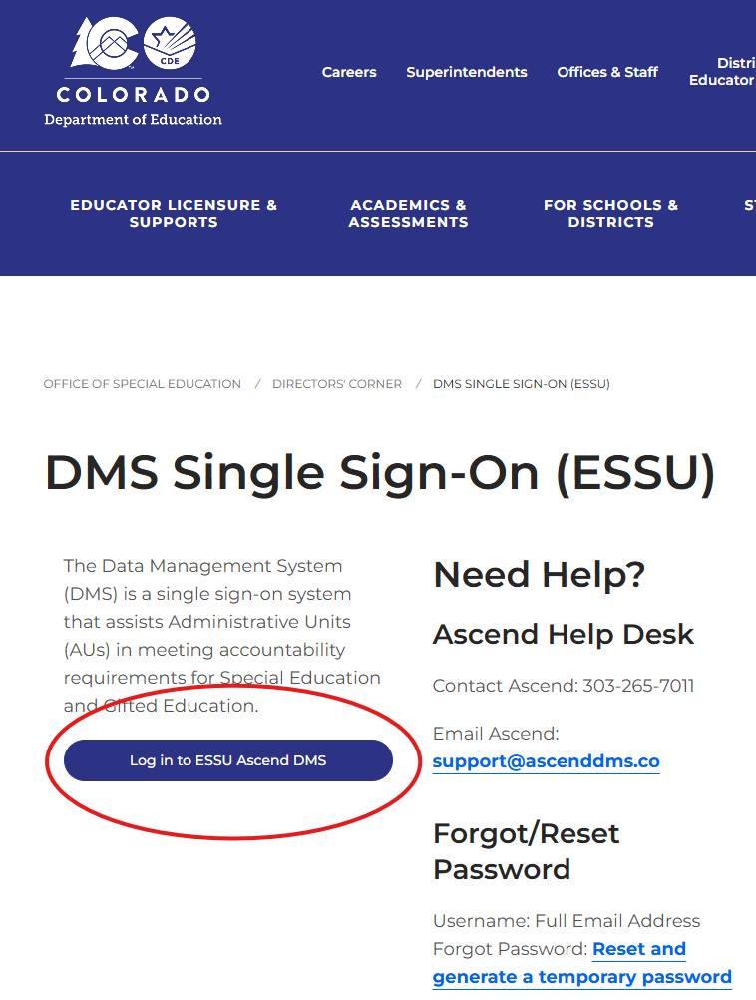 CDE
COLORADO
Department of Education
Careers
Superintendents
Offices & Staff
Distri
Educator
EDUCATOR LICENSURE &
SUPPORTS
ACADEMICS &
ASSESSMENTS
FOR SCHOOLS &
DISTRICTS
OFFICE OF SPECIAL EDUCATION / DIRECTORS' CORNER / DMS SINGLE SIGN-ON (ESSU)
DMS Single Sign-On (ESSU)
The Data Management System
(DMS) is a single sign-on system
that assists Administrative Units
(AUs) in meeting accountability
requirements for Special Education
and Gifted Education.
Log in to ESSU Ascend DMS
Need Help?
Ascend Help Desk
Contact Ascend: 303-265-7011
Email Ascend:
support@ascenddms.co
Forgot/Reset
Password
Username: Full Email Address
Forgot Password: Reset and
generate a temporary password